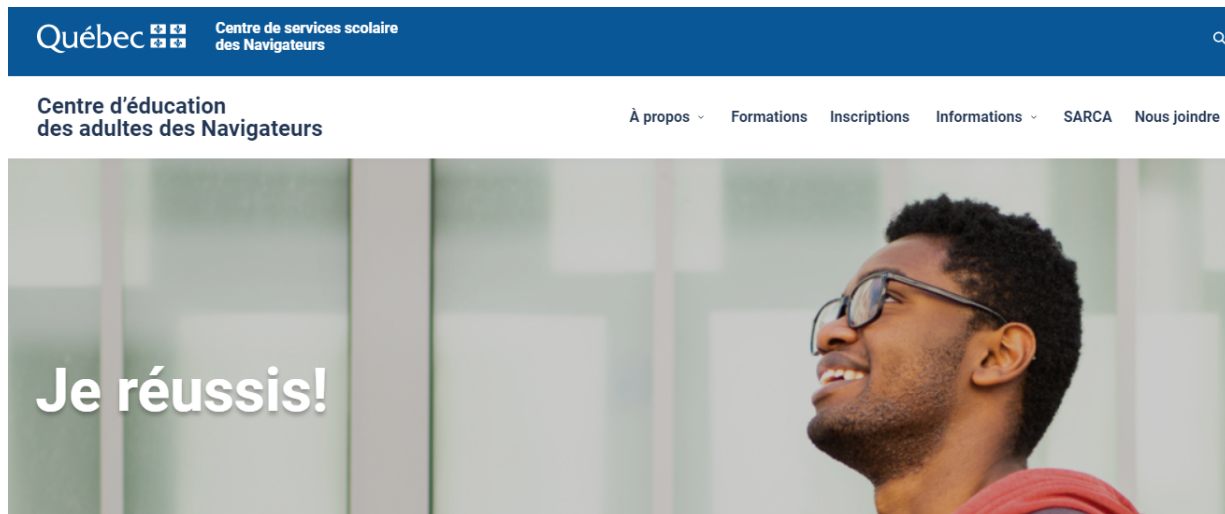 Québec
Centre de services scolaire
des Navigateurs
Centre d’éducation
des adultes des Navigateurs
À propos
Formations
Inscriptions
Informations
SARCA
Nous joindre
Je réussis!